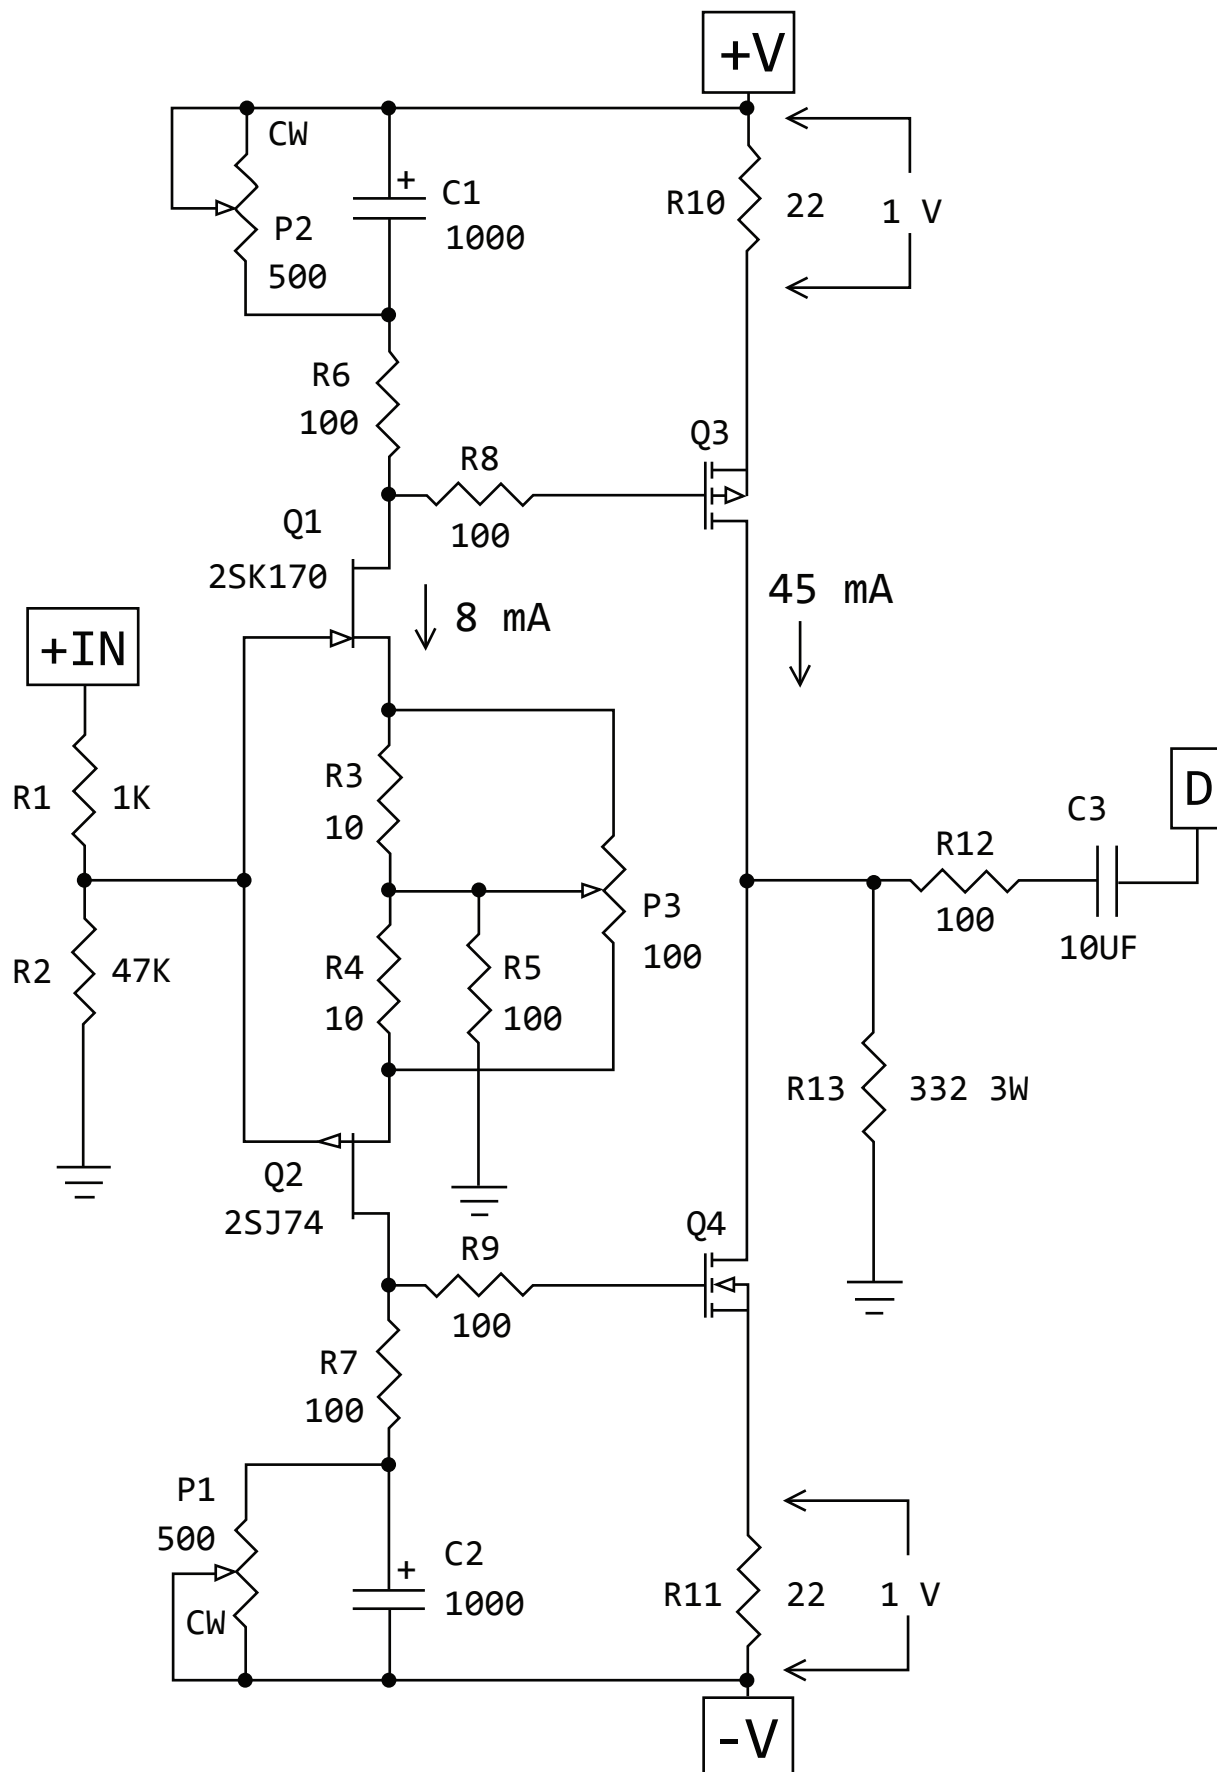 +V
CW
P2
500
+
C1
1000
R10
22
1 V
R6
100
Q3
R8
100
Q1
2SK170
8 mA
45 mA
+IN
R1
1K
R3
10
D
C3
R12
100
10UF
P3
100
R2
47K
R4
10
R5
100
R13
332 3W
Q2
2SJ74
Q4
R9
100
R7
100
P1
500
CW
+
C2
1000
R11
22
1 V
-V